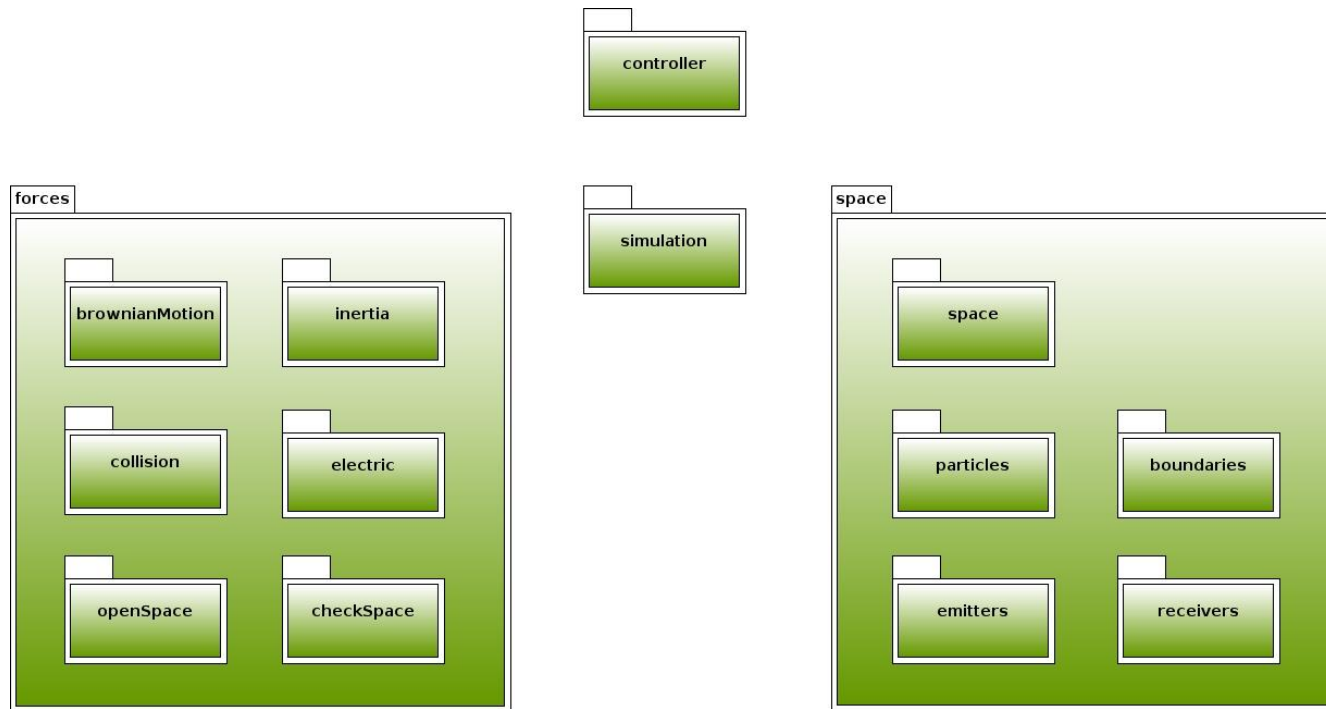 controller
forces
simulation
space
brownianMotion
inertia
space
collision
electric
particles
boundaries
openSpace
checkSpace
emitters
receivers